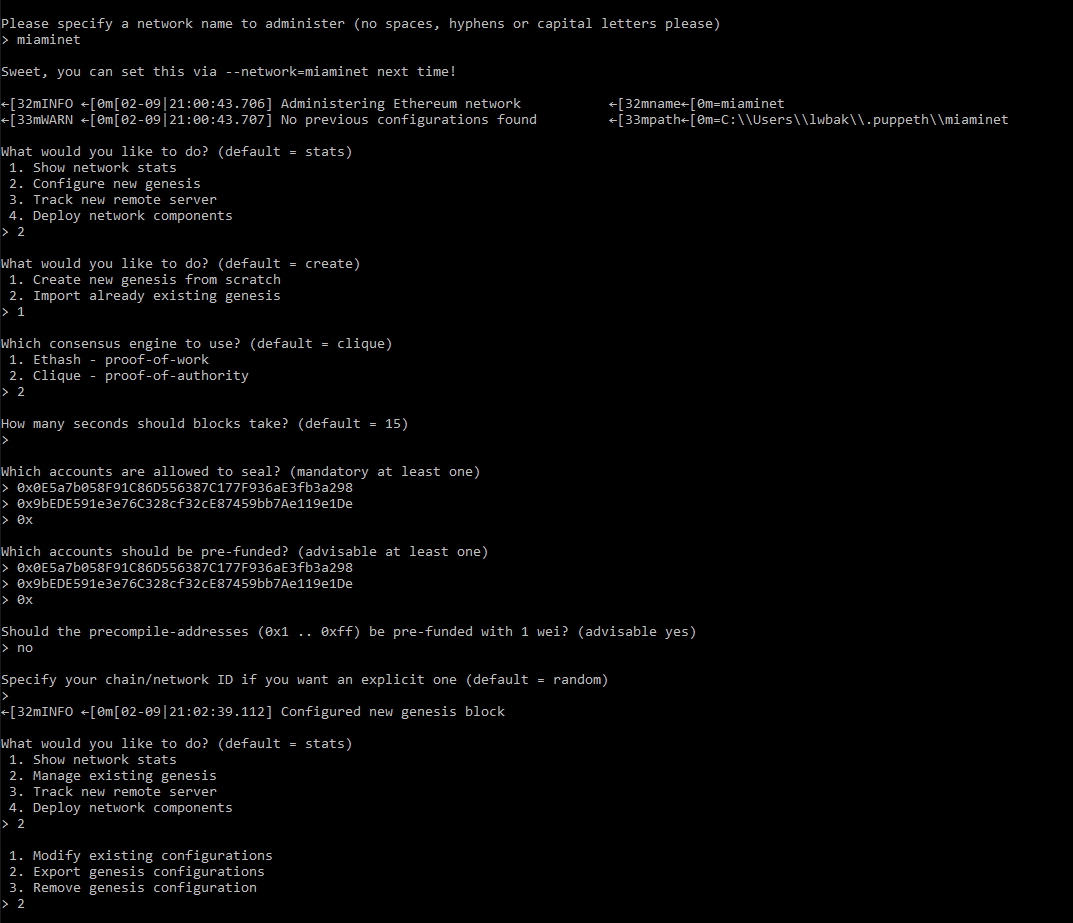 Please specify a network name to administer (no spaces, hyphens or capital letters please)
> miaminet
Sweet, you can set this via --network=miaminet next time!
←[32mINFO ←[0m[02-09|21:00:43.706] Administering Ethereum network ←[32mname←[0m=miaminet
←[33mWARN ←[0m[02-09|21:00:43.707] No previous configurations found ←[33mpath←[0m=C:\\Users\\lwbak\\.puppeth\\miaminet
What would you like to do? (default = stats)
1. Show network stats
2. Configure new genesis
3. Track new remote server
4. Deploy network components
> 2
What would you like to do? (default = create)
1. Create new genesis from scratch
2. Import already existing genesis
> 1
Which consensus engine to use? (default = clique)
1. Ethash - proof-of-work
2. Clique - proof-of-authority
> 2
How many seconds should blocks take? (default = 15)
>
Which accounts are allowed to seal? (mandatory at least one)
> 0x0E5a7b058F91C86D556387C177F936aE3fb3a298
> 0x9bEDE591e3e76C328cf32cE87459bb7Ae119e1De
> 0x
Which accounts should be pre-funded? (advisable at least one)
> 0x0E5a7b058F91C86D556387C177F936aE3fb3a298
> 0x9bEDE591e3e76C328cf32cE87459bb7Ae119e1De
> 0x
Should the precompile-addresses (0x1 .. 0xff) be pre-funded with 1 wei? (advisable yes)
> no
Specify your chain/network ID if you want an explicit one (default = random)
>
←[32mINFO ←[0m[02-09|21:02:39.112] Configured new genesis block
What would you like to do? (default = stats)
1. Show network stats
2. Manage existing genesis
3. Track new remote server
4. Deploy network components
> 2
1. Modify existing configurations
2. Export genesis configurations
3. Remove genesis configuration
> 2